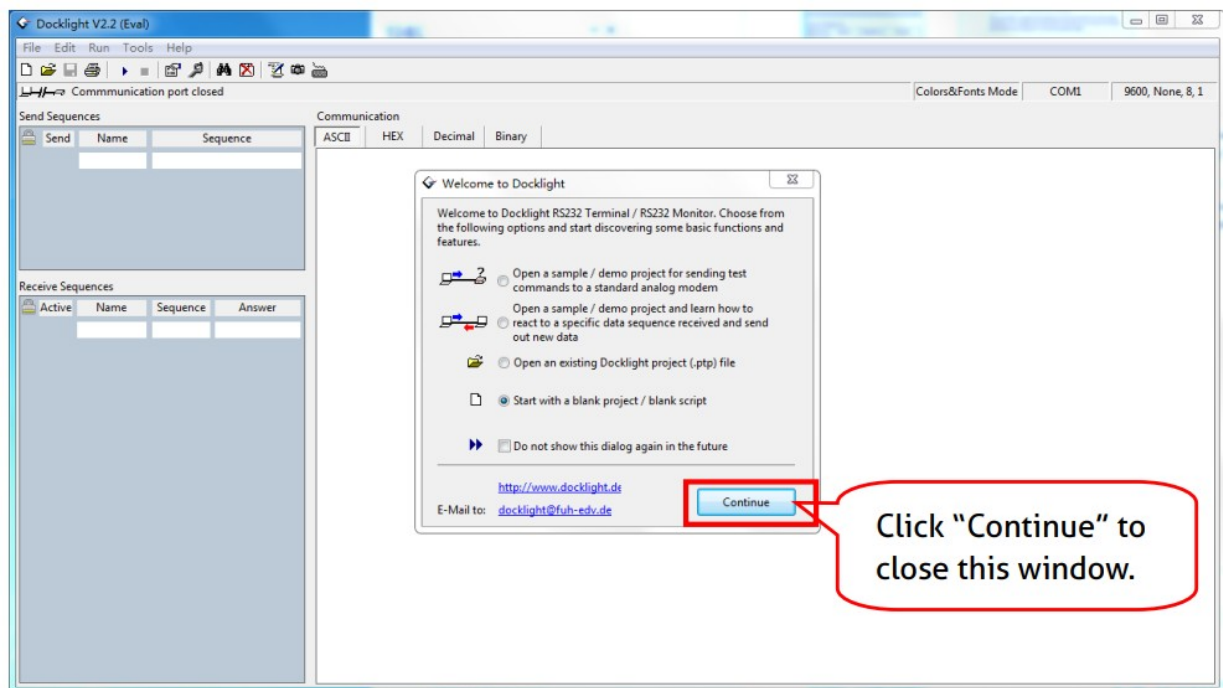 Docklight V2.2 (Eval)
File Edit Run Tools Help
Commmunication port closed
Colors&Fonts Mode COM1 9600, None, 8, 1
Send Sequences
Send Name Sequence
Communication
ASCII HEX Decimal Binary
Welcome to Docklight
Welcome to Docklight RS232 Terminal / RS232 Monitor. Choose from
the following options and start discovering some basic functions and
features.
Open a sample / demo project for sending test
commands to a standard analog modem
Open a sample / demo project and learn how to
react to a specific data sequence received and send
out new data
Open an existing Docklight project (.ptp) file
Start with a blank project / blank script
Do not show this dialog again in the future
http://www.docklight.de
E-Mail to: docklight@fuh-edv.de
Continue
Receive Sequences
Active Name Sequence Answer
Click “Continue” to
close this window.